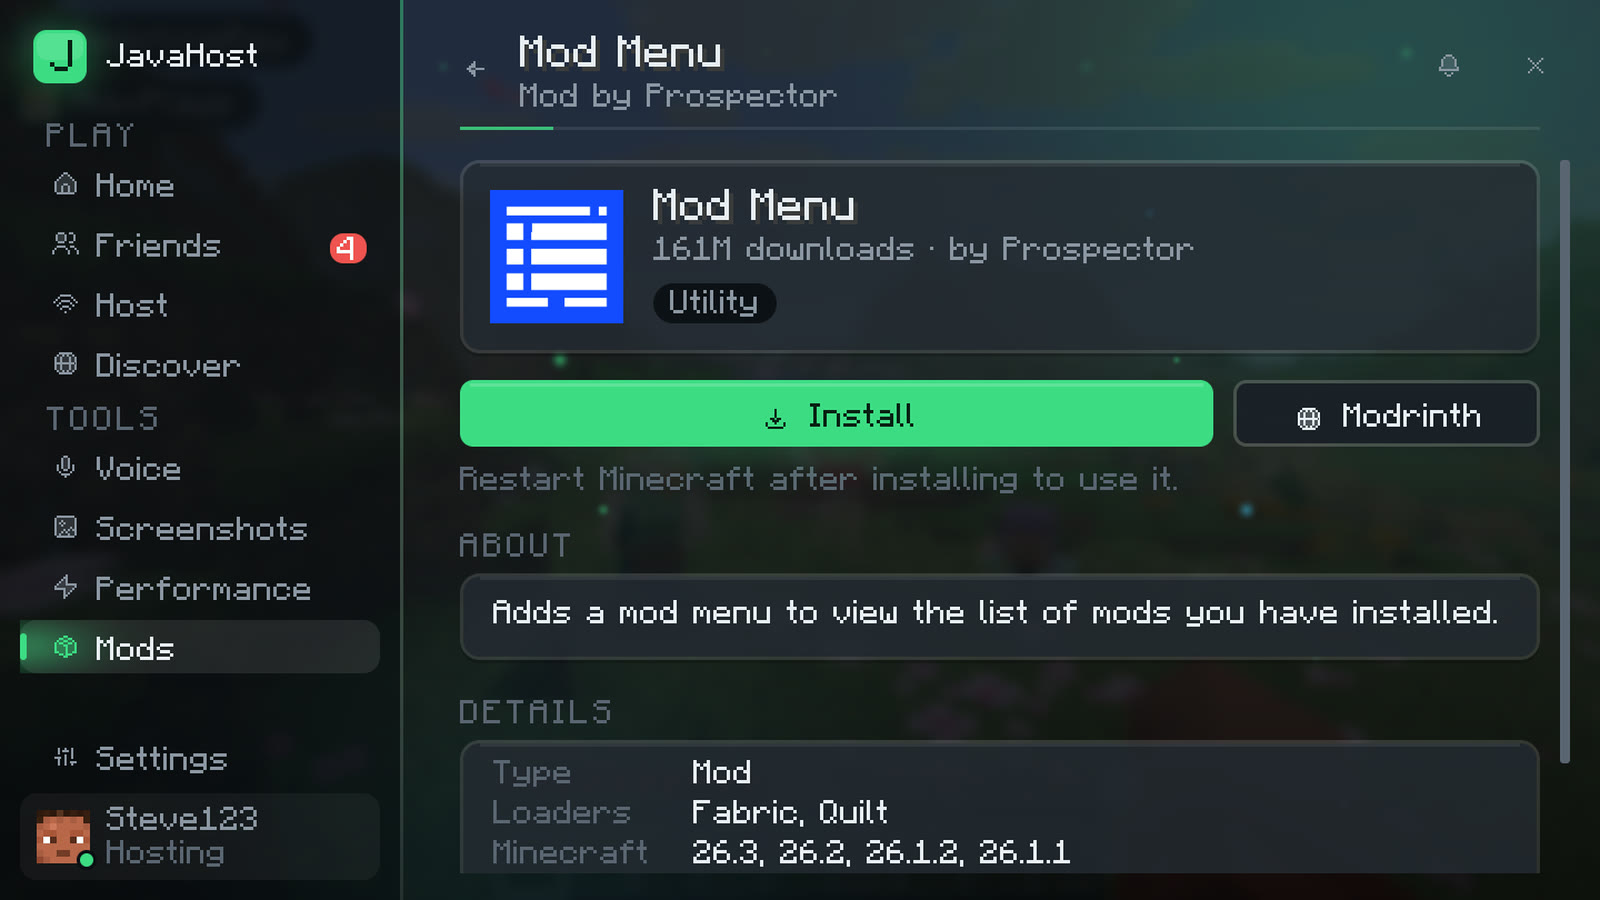 JavaHost
PLAY
Home
Friends 4
Host
Discover
TOOLS
Voice
Screenshots
Performance
Mods
Settings
Steve123
Hosting
Mod Menu
Mod by Prospector
Mod Menu
161M downloads · by Prospector
Utility
Install
Modrinth
Restart Minecraft after installing to use it.
ABOUT
Adds a mod menu to view the list of mods you have installed.
DETAILS
Type Mod
Loaders Fabric, Quilt
Minecraft 26.3, 26.2, 26.1.2, 26.1.1